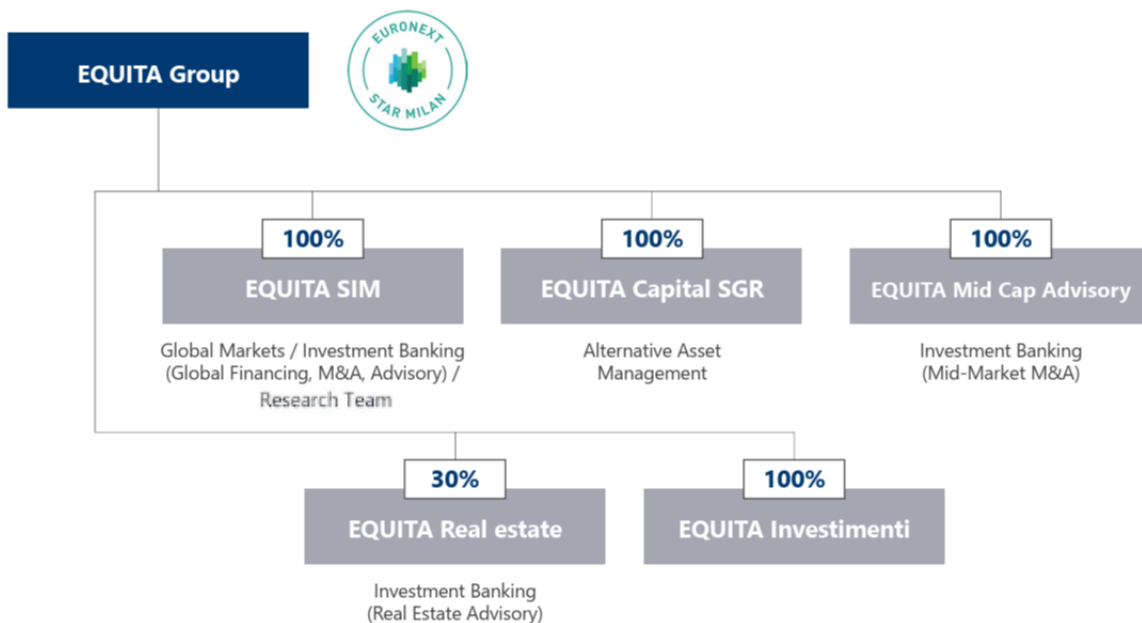 EQUITA Group
EURONEXT
STAR MILAN
100%
100%
100%
EQUITA SIM
EQUITA Capital SGR
EQUITA Mid Cap Advisory
Global Markets / Investment Banking
(Global Financing, M&A, Advisory) /
Research Team
Alternative Asset
Management
Investment Banking
(Mid-Market M&A)
30%
100%
EQUITA Real estate
EQUITA Investimenti
Investment Banking
(Real Estate Advisory)